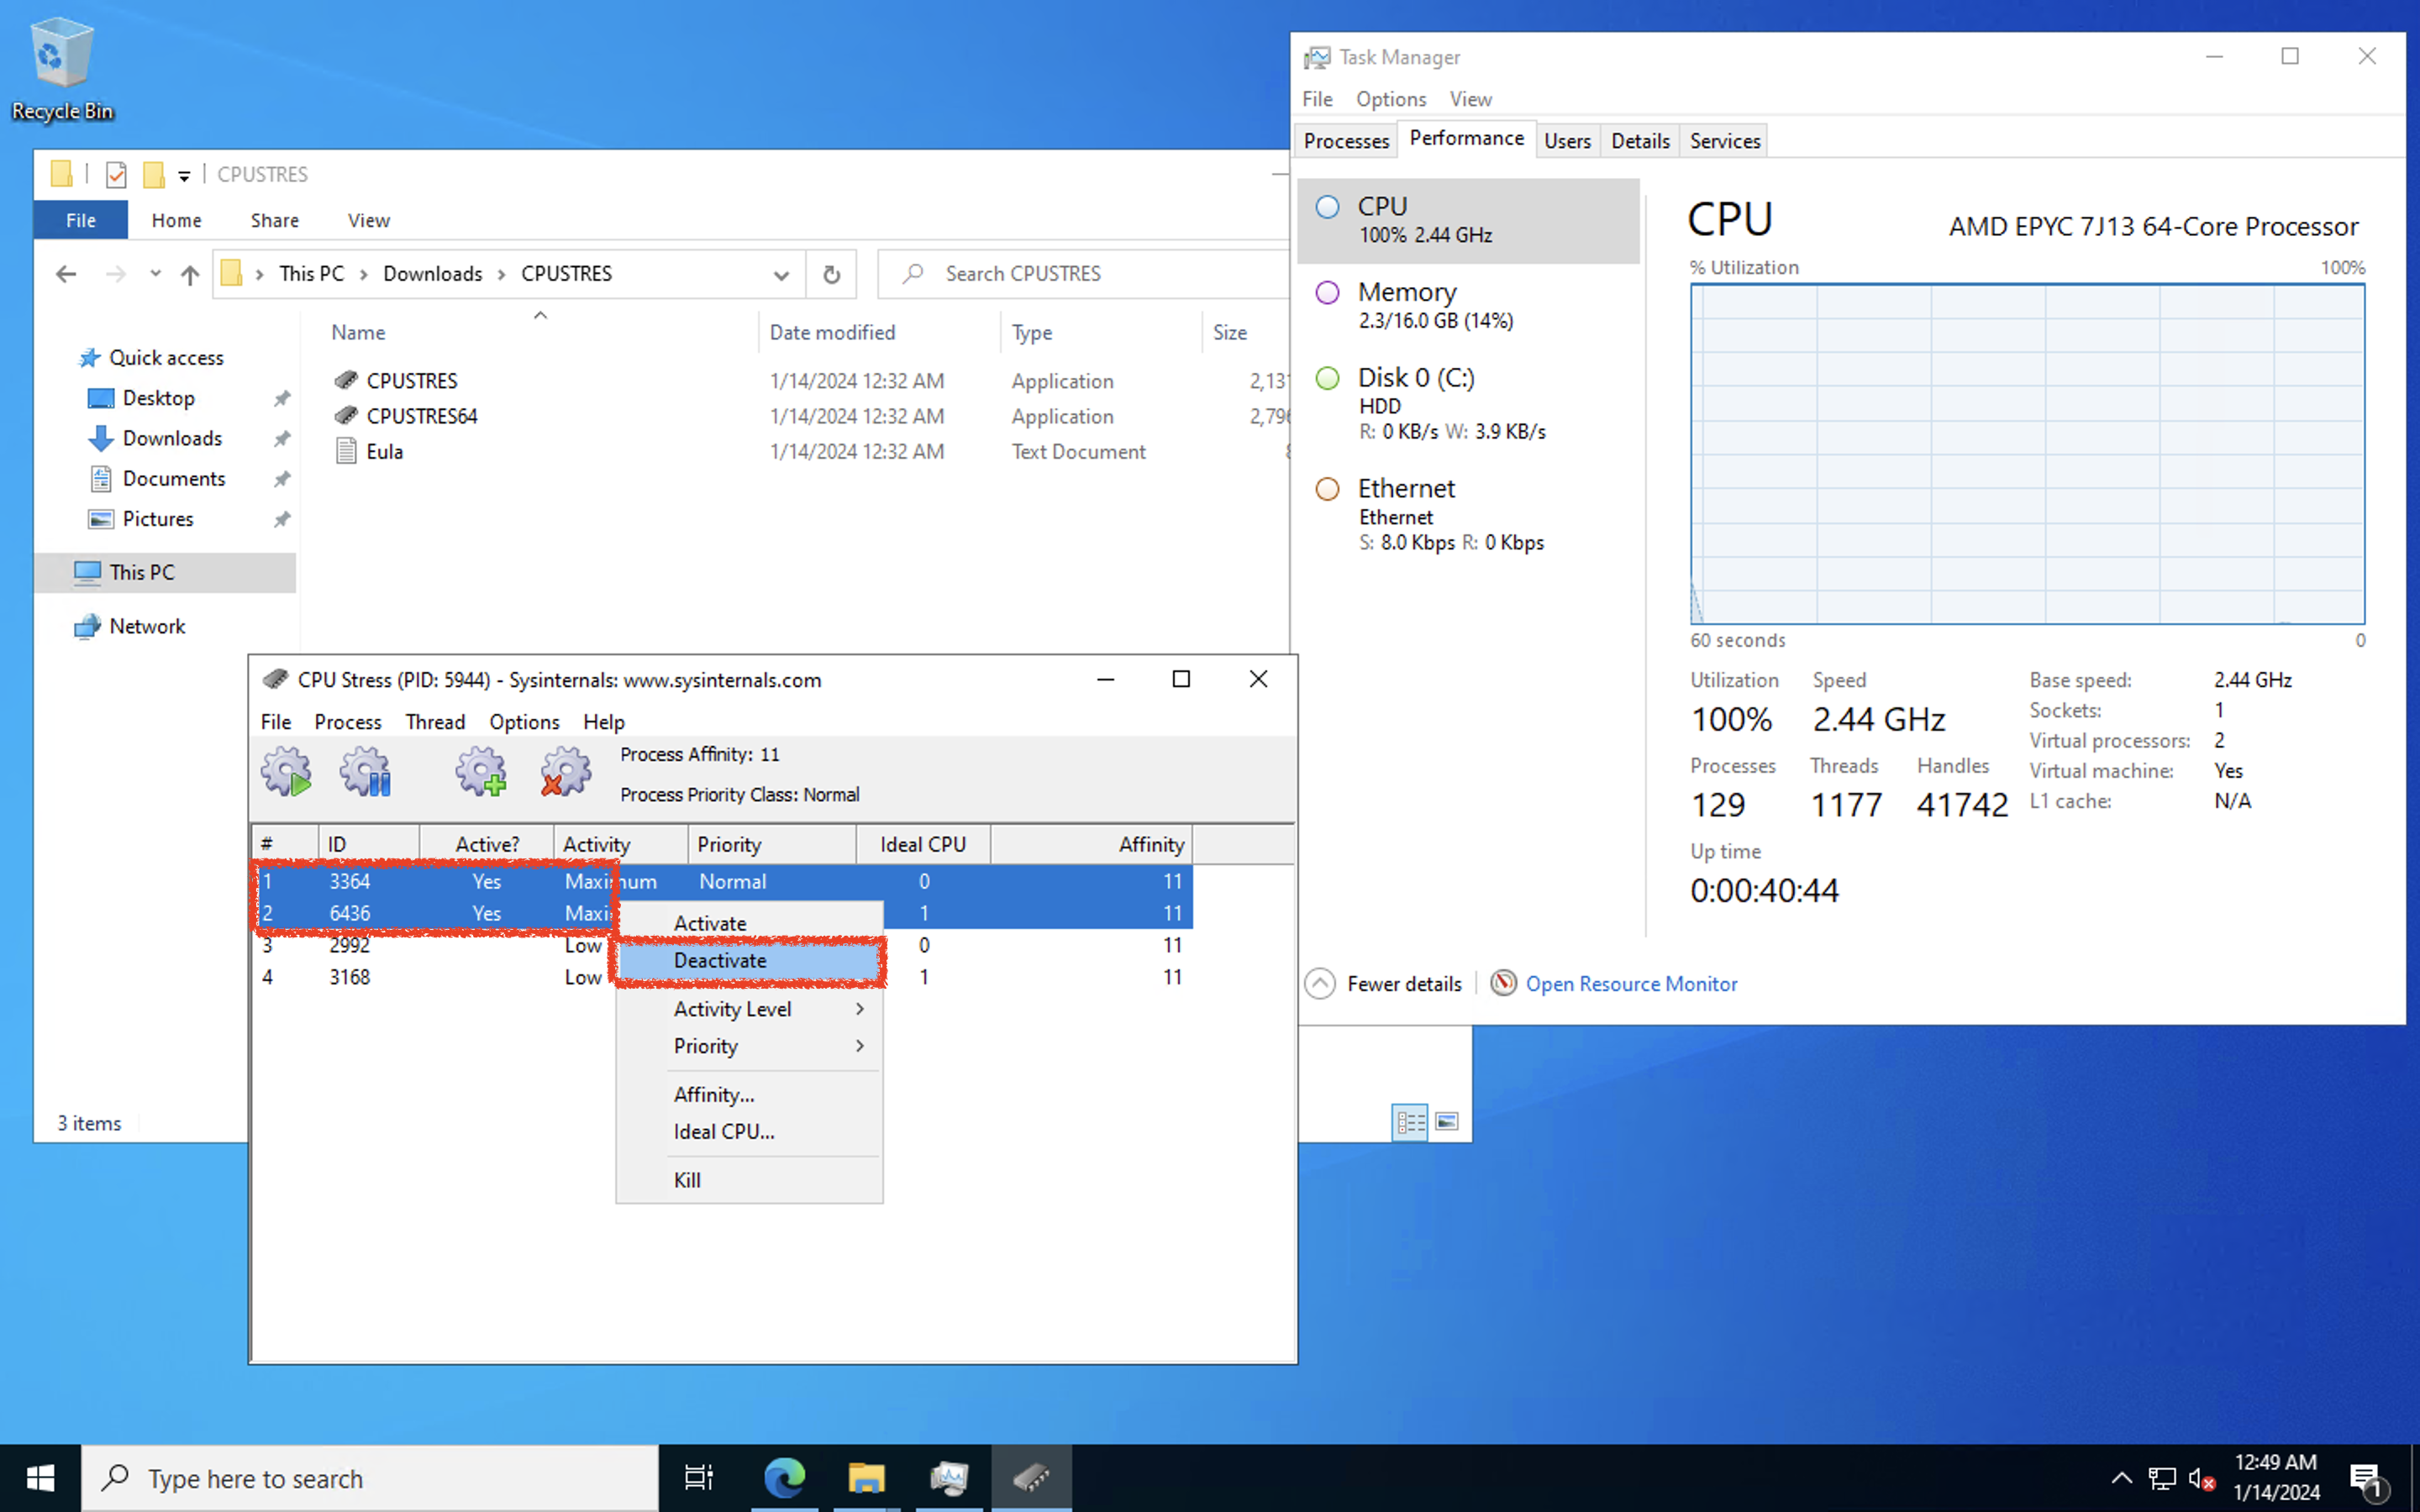 Recycle Bin
CPUSTRES
File Home Share View
This PC > Downloads > CPUSTRES
Search CPUSTRES
Name Date modified Type Size
Quick access
Desktop
Downloads
Documents
Pictures
This PC
Network
CPUSTRES 1/14/2024 12:32 AM Application
CPUSTRES64 1/14/2024 12:32 AM Application
Eula 1/14/2024 12:32 AM Text Document
3 items
Task Manager
File Options View
Processes Performance Users Details Services
CPU
100% 2.44 GHz
Memory
2.3/16.0 GB (14%)
Disk 0 (C:)
HDD
R: 0 KB/s W: 3.9 KB/s
Ethernet
Ethernet
S: 8.0 Kbps R: 0 Kbps
CPU AMD EPYC 7J13 64-Core Processor
% Utilization 100%
60 seconds 0
Utilization Speed
100% 2.44 GHz
Processes Threads Handles
129 1177 41742
Up time
0:00:40:44
Base speed: 2.44 GHz
Sockets: 1
Virtual processors: 2
Virtual machine: Yes
L1 cache: N/A
Fewer details Open Resource Monitor
CPU Stress (PID: 5944) - Sysinternals: www.sysinternals.com
File Process Thread Options Help
Process Affinity: 11
Process Priority Class: Normal
# ID Active? Activity Priority Ideal CPU Affinity
1 3364 Yes Maximum Normal 0 11
2 6436 Yes Maxi 1 11
3 2992 Low 0 11
4 3168 Low 1 11
Activate
Deactivate
Activity Level >
Priority >
Affinity...
Ideal CPU...
Kill
Type here to search
12:49 AM
1/14/2024
1